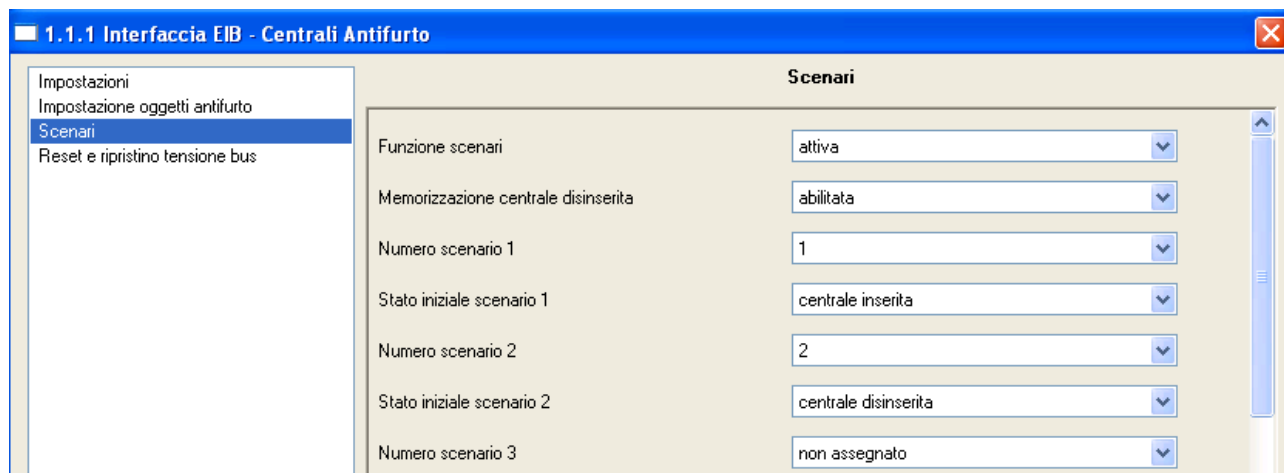 1.1.1 Interfaccia EIB - Centrali Antifurto
Impostazioni
Impostazione oggetti antifurto
Scenari
Reset e ripristino tensione bus
Scenari
Funzione scenari attiva
Memorizzazione centrale disinserita abilitata
Numero scenario 1 1
Stato iniziale scenario 1 centrale inserita
Numero scenario 2 2
Stato iniziale scenario 2 centrale disinserita
Numero scenario 3 non assegnato